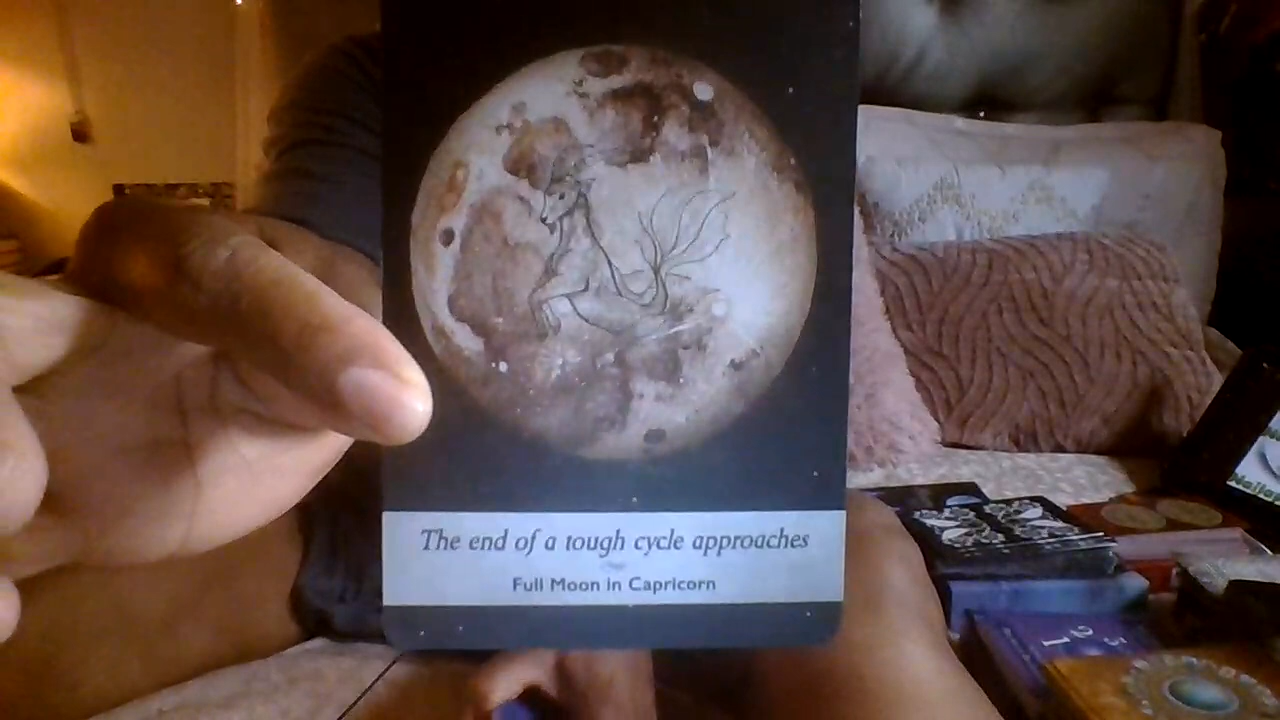 The end of a tough cycle approaches
Full Moon in Capricorn